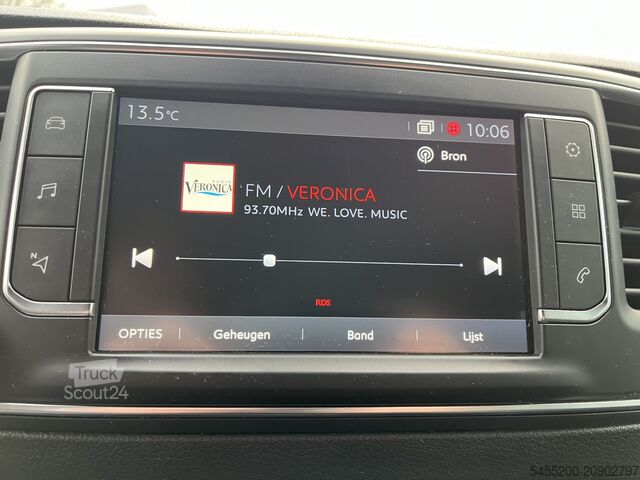 13.5°C
10:06
Bron
RADIO
VERONICA
FM / VERONICA
93.70MHz WE. LOVE. MUSIC
RDS
OPTIES
Geheugen
Band
Lijst
Truck
Scout24
5455200-20902797